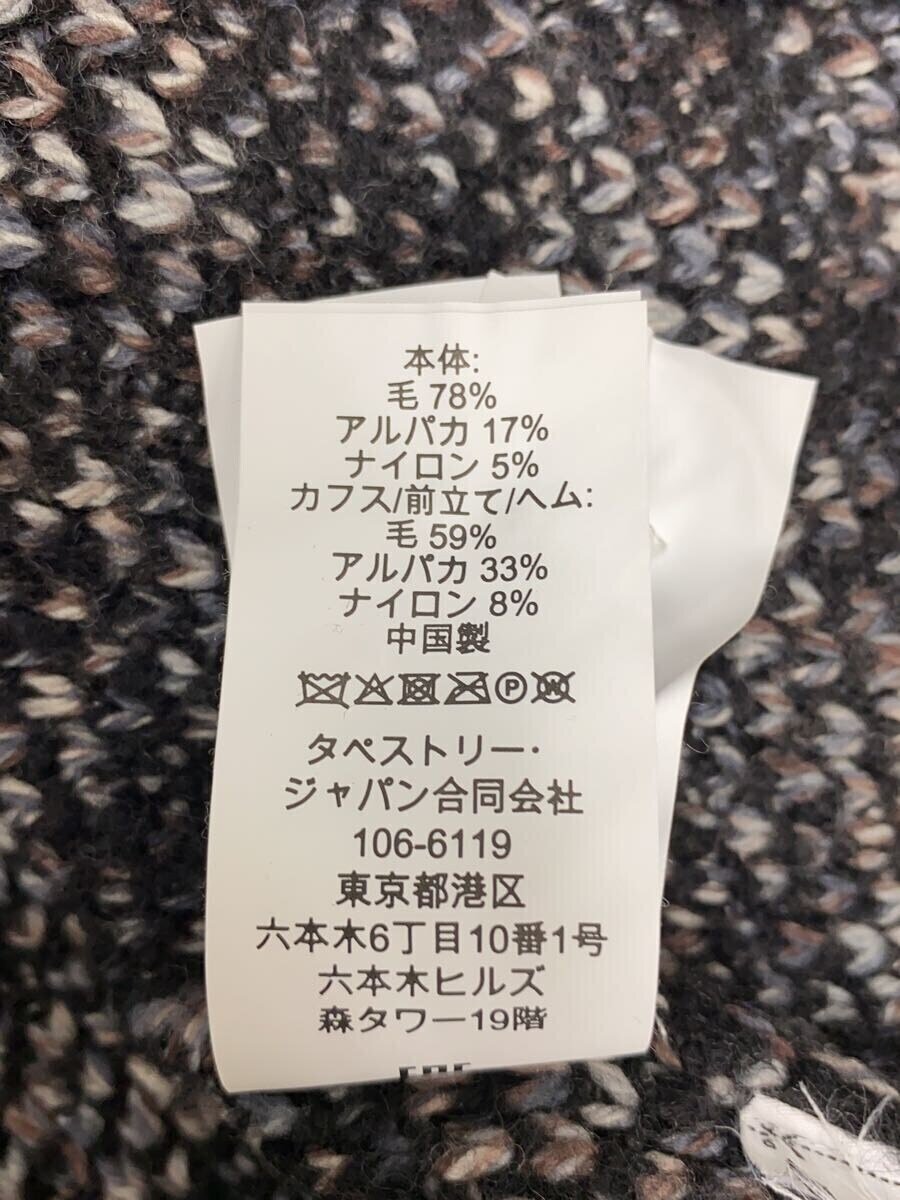 本体:
毛 78%
アルパカ 17%
ナイロン 5%
カフス/前立て/ヘム:
毛 59%
アルパカ 33%
ナイロン 8%
中国製
P W
タペストリー・
ジャパン合同会社
106-6119
東京都港区
六本木6丁目10番1号
六本木ヒルズ
森タワー19階